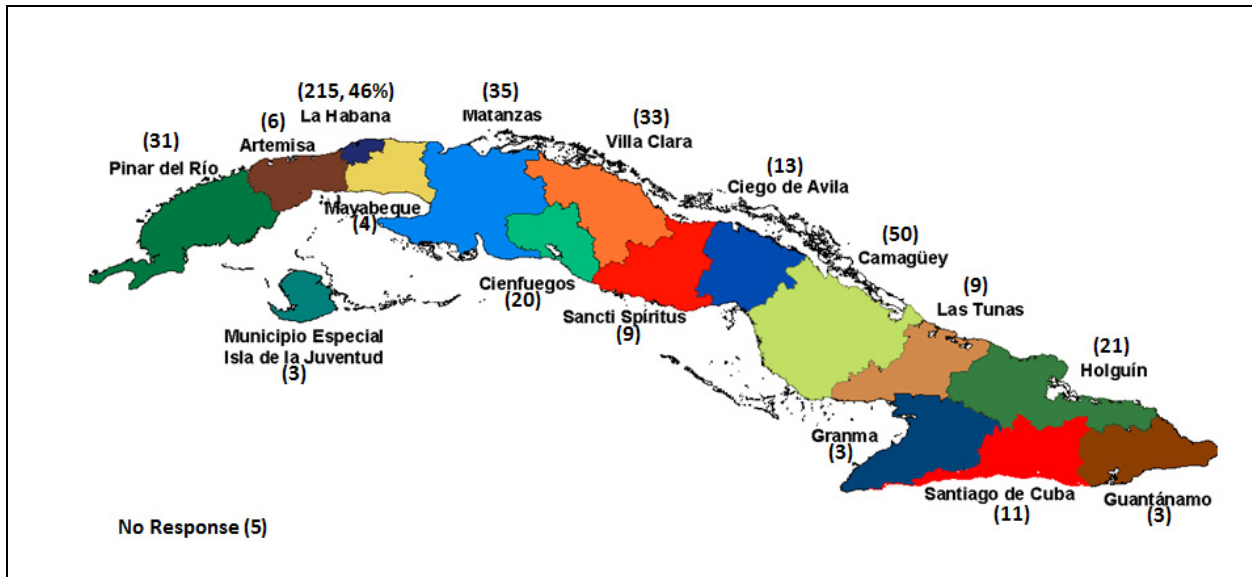 (215, 46%)
La Habana
(35)
Matanzas
(33)
Villa Clara
(6)
Artemisa
(31)
Pinar del Río
(13)
Ciego de Avila
Mayabeque
(4)
(50)
Camagüey
Cienfuegos
(20)
(9)
Las Tunas
Sancti Spíritus
(9)
Municipio Especial
Isla de la Juventud
(3)
(21)
Holguín
Granma
(3)
Santiago de Cuba
(11)
Guantánamo
(3)
No Response (5)